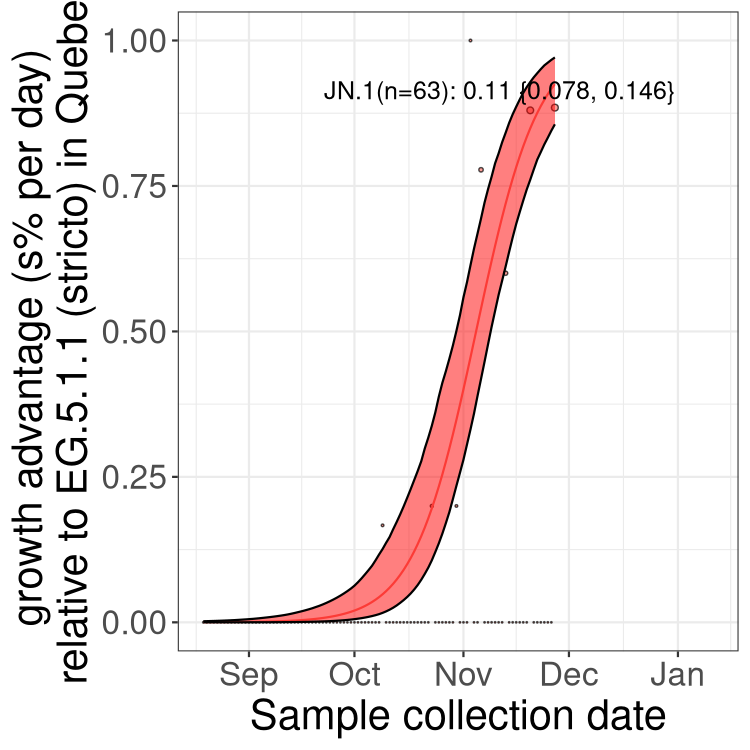 growth advantage (s% per day)
relative to EG.5.1.1 (stricto) in Quebe
1.00
0.75
0.50
0.25
0.00
JN.1(n=63): 0.11 {0.078, 0.146}
Sep Oct Nov Dec Jan
Sample collection date